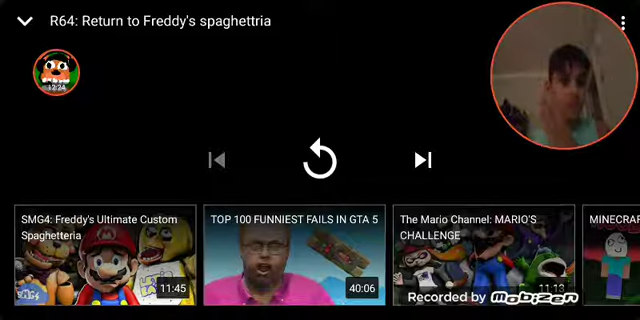 R64: Return to Freddy's spaghettria
12:24
SMG4: Freddy's Ultimate Custom
Spaghetteria
SMG4
11:45
TOP 100 FUNNIEST FAILS IN GTA 5
40:06
The Mario Channel: MARIO'S
CHALLENGE
11:13
MINECRAF
Recorded by MOBIZEN